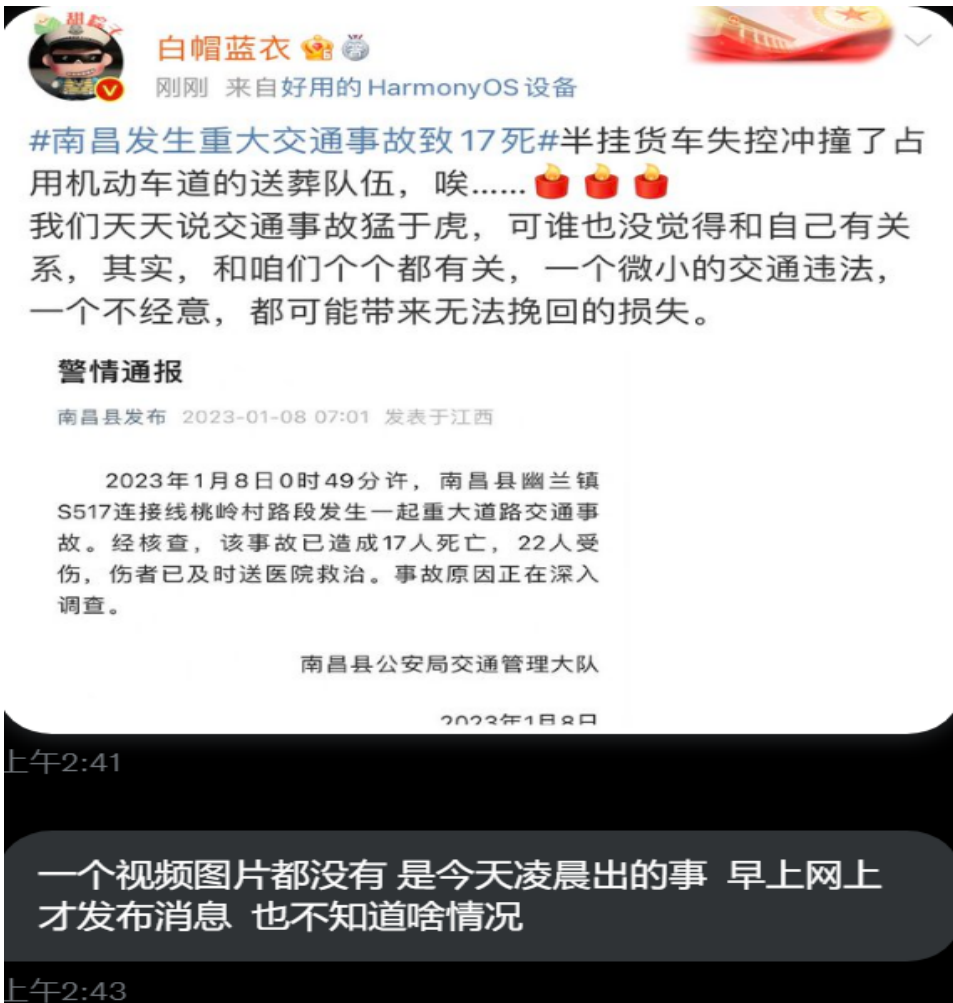 甜粽子
白帽蓝衣
刚刚 来自好用的HarmonyOS设备
#南昌发生重大交通事故致17死#半挂货车失控冲撞了占
用机动车道的送葬队伍，唉......
我们天天说交通事故猛于虎，可谁也没觉得和自己有关
系，其实，和咱们个个都有关，一个微小的交通违法，
一个不经意，都可能带来无法挽回的损失。
警情通报
南昌县发布 2023-01-08 07:01 发表于江西
2023年1月8日0时49分许，南昌县幽兰镇
S517连接线桃岭村路段发生一起重大道路交通事
故。经核查，该事故已造成17人死亡，22人受
伤，伤者已及时送医院救治。事故原因正在深入
调查。
南昌县公安局交通管理大队
2023年1月8日
上午2:41
一个视频图片都没有 是今天凌晨出的事 早上网上
才发布消息 也不知道啥情况
上午2:43